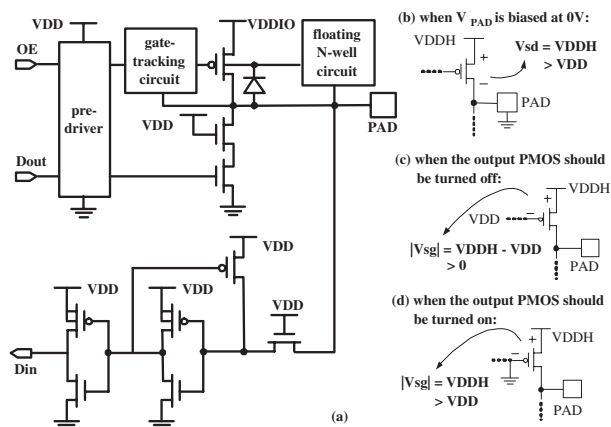 VDD
VDDIO
OE
gate-
tracking
circuit
floating
N-well
circuit
pre-
driver
VDD
PAD
Dout
VDD
VDD
VDD
VDD
Din
(a)
(b) when V PAD is biased at 0V:
VDDH
+
Vsd = VDDH
> VDD
−
PAD
(c) when the output PMOS should
be turned off:
VDDH
+
VDD
−
|Vsg| = VDDH - VDD
> 0
PAD
(d) when the output PMOS should
be turned on:
VDDH
+
−
|Vsg| = VDDH
> VDD
PAD